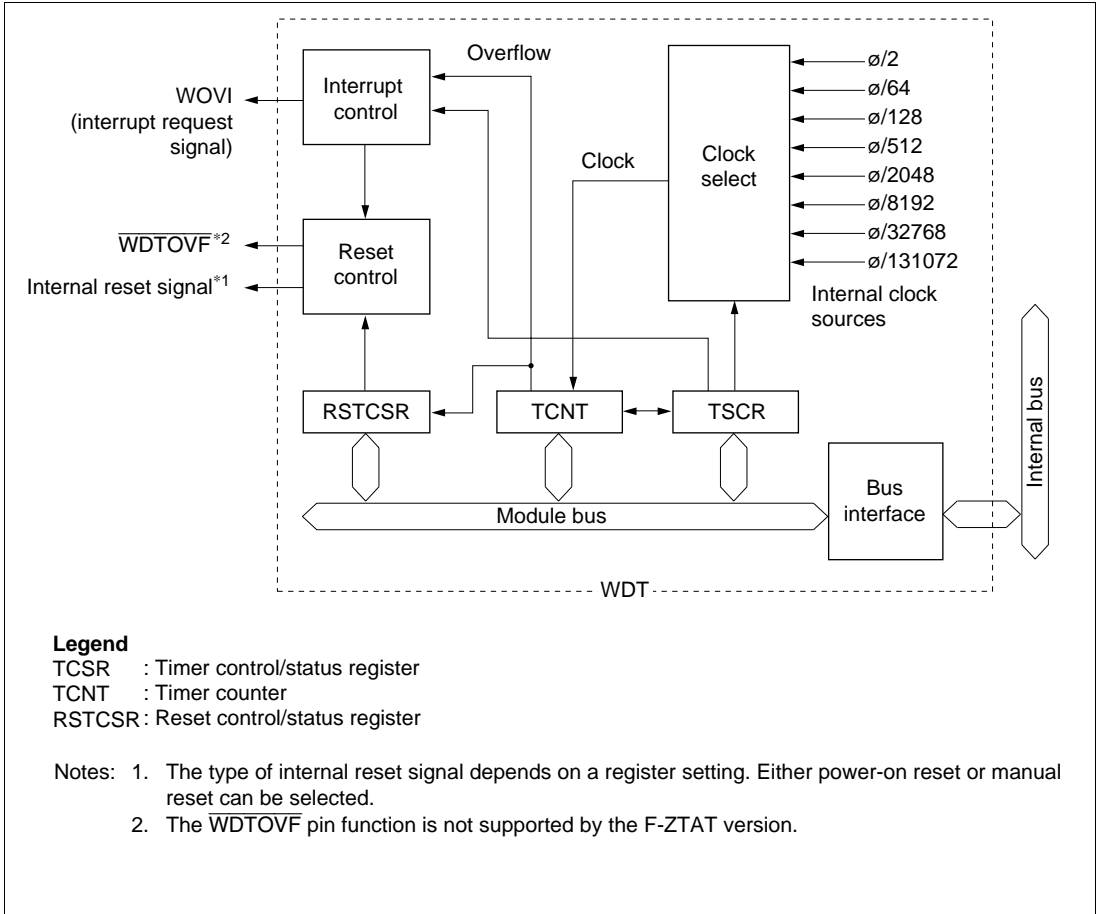 Overflow
Interrupt
control
WOVI
(interrupt request
signal)
WDTOVF*2
Internal reset signal*1
Reset
control
Clock
Clock
select
ø/2
ø/64
ø/128
ø/512
ø/2048
ø/8192
ø/32768
ø/131072
Internal clock
sources
RSTCSR
TCNT
TSCR
Module bus
Bus
interface
Internal bus
WDT
Legend
TCSR : Timer control/status register
TCNT : Timer counter
RSTCSR : Reset control/status register
Notes: 1. The type of internal reset signal depends on a register setting. Either power-on reset or manual
reset can be selected.
2. The WDTOVF pin function is not supported by the F-ZTAT version.